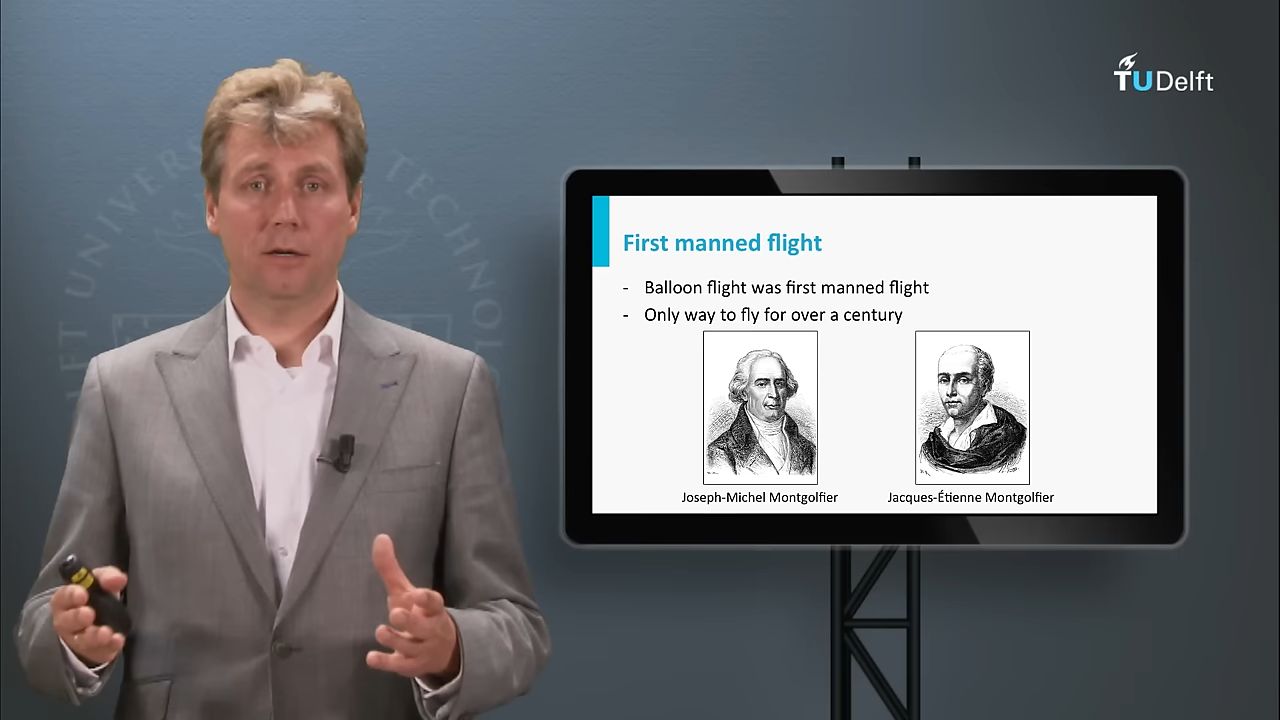 TUDelft
First manned flight
- Balloon flight was first manned flight
- Only way to fly for over a century
Joseph-Michel Montgolfier
Jacques-Étienne Montgolfier